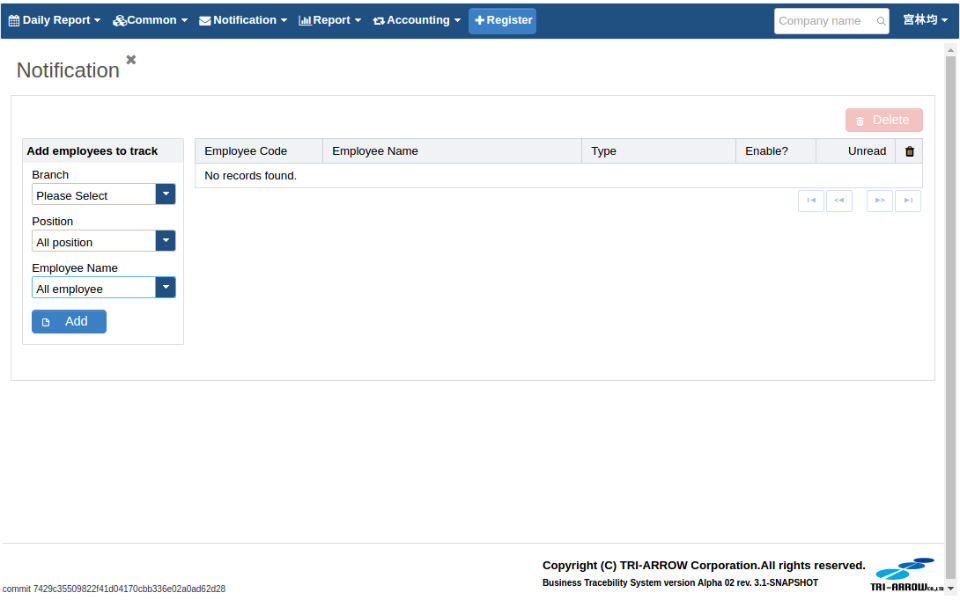 Daily Report Common Notification Report Accounting Register Company name 宮林均
Notification
Delete
Add employees to track
Employee Code Employee Name Type Enable? Unread
No records found.
Branch
Please Select
Position
All position
Employee Name
All employee
Add
Copyright (C) TRI-ARROW Corporation.All rights reserved.
Business Tracebility System version Alpha 02 rev. 3.1-SNAPSHOT
TRI-ARROW
commit 7429c35509822f41d04170cbb336e02a0ad62d28